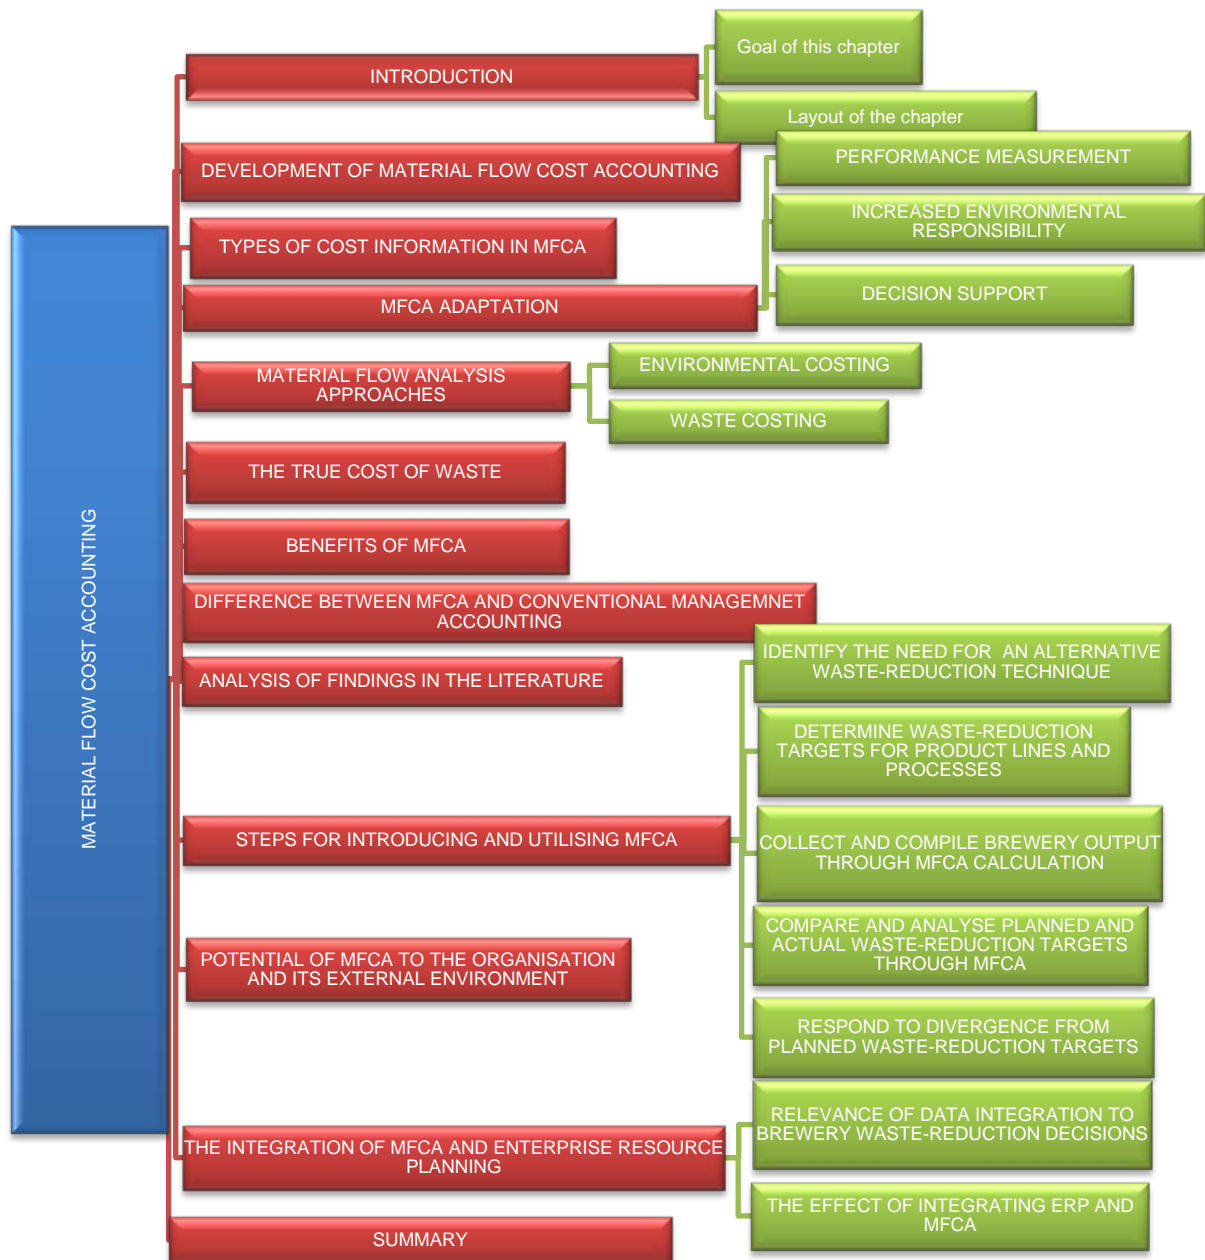 MATERIAL FLOW COST ACCOUNTING
INTRODUCTION
Goal of this chapter
Layout of the chapter
DEVELOPMENT OF MATERIAL FLOW COST ACCOUNTING
TYPES OF COST INFORMATION IN MFCA
MFCA ADAPTATION
PERFORMANCE MEASUREMENT
INCREASED ENVIRONMENTAL
RESPONSIBILITY
DECISION SUPPORT
MATERIAL FLOW ANALYSIS
APPROACHES
ENVIRONMENTAL COSTING
WASTE COSTING
THE TRUE COST OF WASTE
BENEFITS OF MFCA
DIFFERENCE BETWEEN MFCA AND CONVENTIONAL MANAGEMNET
ACCOUNTING
ANALYSIS OF FINDINGS IN THE LITERATURE
STEPS FOR INTRODUCING AND UTILISING MFCA
IDENTIFY THE NEED FOR AN ALTERNATIVE
WASTE-REDUCTION TECHNIQUE
DETERMINE WASTE-REDUCTION
TARGETS FOR PRODUCT LINES AND
PROCESSES
COLLECT AND COMPILE BREWERY OUTPUT
THROUGH MFCA CALCULATION
COMPARE AND ANALYSE PLANNED AND
ACTUAL WASTE-REDUCTION TARGETS
THROUGH MFCA
RESPOND TO DIVERGENCE FROM
PLANNED WASTE-REDUCTION TARGETS
POTENTIAL OF MFCA TO THE ORGANISATION
AND ITS EXTERNAL ENVIRONMENT
THE INTEGRATION OF MFCA AND ENTERPRISE RESOURCE
PLANNING
RELEVANCE OF DATA INTEGRATION TO
BREWERY WASTE-REDUCTION DECISIONS
THE EFFECT OF INTEGRATING ERP AND
MFCA
SUMMARY